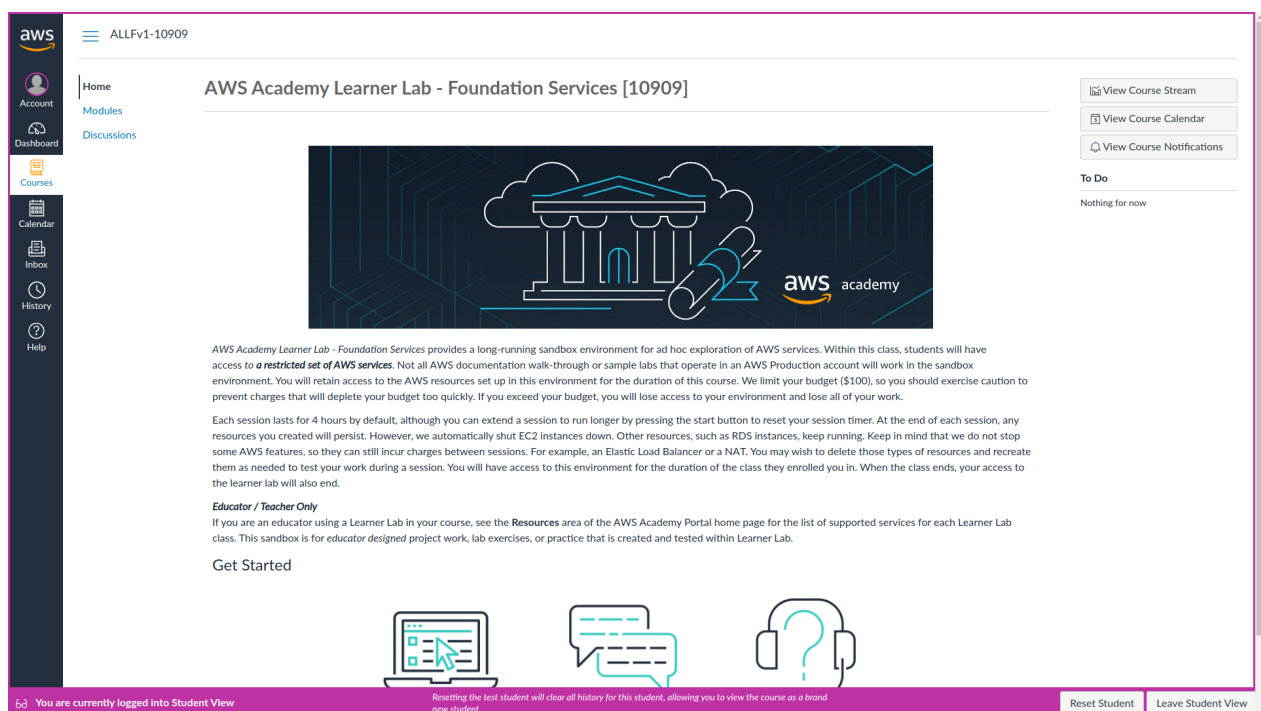 aws
ALLFv1-10909
Account
Dashboard
Courses
Calendar
Inbox
History
Help
Home
Modules
Discussions
AWS Academy Learner Lab - Foundation Services [10909]
aws academy
AWS Academy Learner Lab - Foundation Services provides a long-running sandbox environment for ad hoc exploration of AWS services. Within this class, students will have
access to a restricted set of AWS services. Not all AWS documentation walk-through or sample labs that operate in an AWS Production account will work in the sandbox
environment. You will retain access to the AWS resources set up in this environment for the duration of this course. We limit your budget ($100), so you should exercise caution to
prevent charges that will deplete your budget too quickly. If you exceed your budget, you will lose access to your environment and lose all of your work.
Each session lasts for 4 hours by default, although you can extend a session to run longer by pressing the start button to reset your session timer. At the end of each session, any
resources you created will persist. However, we automatically shut EC2 instances down. Other resources, such as RDS instances, keep running. Keep in mind that we do not stop
some AWS features, so they can still incur charges between sessions. For example, an Elastic Load Balancer or a NAT. You may wish to delete those types of resources and recreate
them as needed to test your work during a session. You will have access to this environment for the duration of the class they enrolled you in. When the class ends, your access to
the learner lab will also end.
Educator / Teacher Only
If you are an educator using a Learner Lab in your course, see the Resources area of the AWS Academy Portal home page for the list of supported services for each Learner Lab
class. This sandbox is for educator designed project work, lab exercises, or practice that is created and tested within Learner Lab.
Get Started
View Course Stream
View Course Calendar
View Course Notifications
To Do
Nothing for now
You are currently logged into Student View
Resetting the test student will clear all history for this student, allowing you to view the course as a brand
new student
Reset Student
Leave Student View